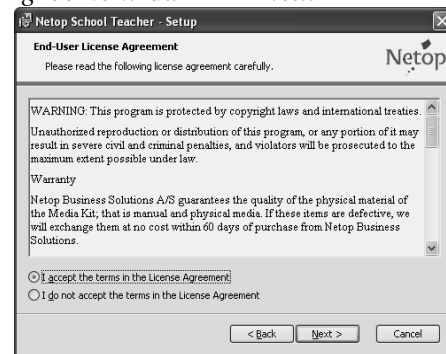 Netop School Teacher - Setup
End-User License Agreement
Please read the following license agreement carefully.
Netop
WARNING: This program is protected by copyright laws and international treaties.
Unauthorized reproduction or distribution of this program, or any portion of it may
result in severe civil and criminal penalties, and violators will be prosecuted to the
maximum extent possible under law.
Warranty
Netop Business Solutions A/S guarantees the quality of the physical material of
the Media Kit; that is manual and physical media. If these items are defective, we
will exchange them at no cost within 60 days of purchase from Netop Business
Solutions.
I accept the terms in the License Agreement
I do not accept the terms in the License Agreement
< Back Next > Cancel